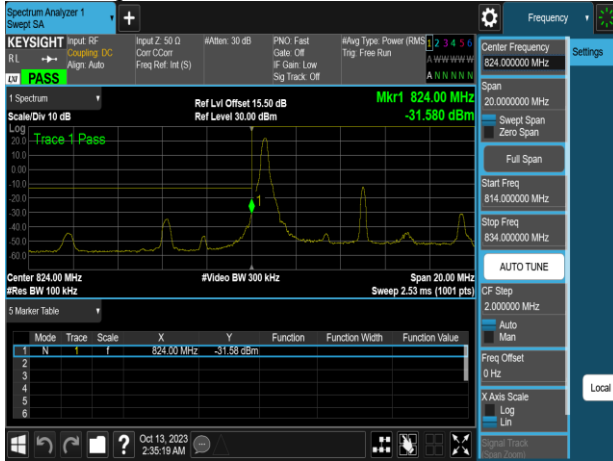 Spectrum Analyzer 1
Swept SA
Frequency
KEYSIGHT
Input: RF
Coupling: DC
Align: Auto
Input Z: 50 Ω
Corr CCorr
Freq Ref: Int (S)
#Atten: 30 dB
PNO: Fast
Gate: Off
IF Gain: Low
Sig Track: Off
#Avg Type: Power (RMS
Trig: Free Run
1 2 3 4 5 6
A W W W W W
A N N N N N
R L
LXI
PASS
1 Spectrum
Scale/Div 10 dB
Ref Lvl Offset 15.50 dB
Ref Level 30.00 dBm
Mkr1 824.00 MHz
-31.580 dBm
Log
Trace 1 Pass
20.0
10.0
0.00
-10.0
-20.0
-30.0
-40.0
-50.0
-60.0
1
Center 824.00 MHz
#Res BW 100 kHz
#Video BW 300 kHz
Span 20.00 MHz
Sweep 2.53 ms (1001 pts)
5 Marker Table
Mode Trace Scale X Y Function Function Width Function Value
1 N 1 f 824.00 MHz -31.58 dBm
2
3
4
5
6
Oct 13, 2023
2:35:19 AM
Center Frequency
824.000000 MHz
Settings
Span
20.0000000 MHz
Swept Span
Zero Span
Full Span
Start Freq
814.000000 MHz
Stop Freq
834.000000 MHz
AUTO TUNE
CF Step
2.000000 MHz
Auto
Man
Freq Offset
0 Hz
X Axis Scale
Log
Lin
Local
Signal Track
(Span Zoom)